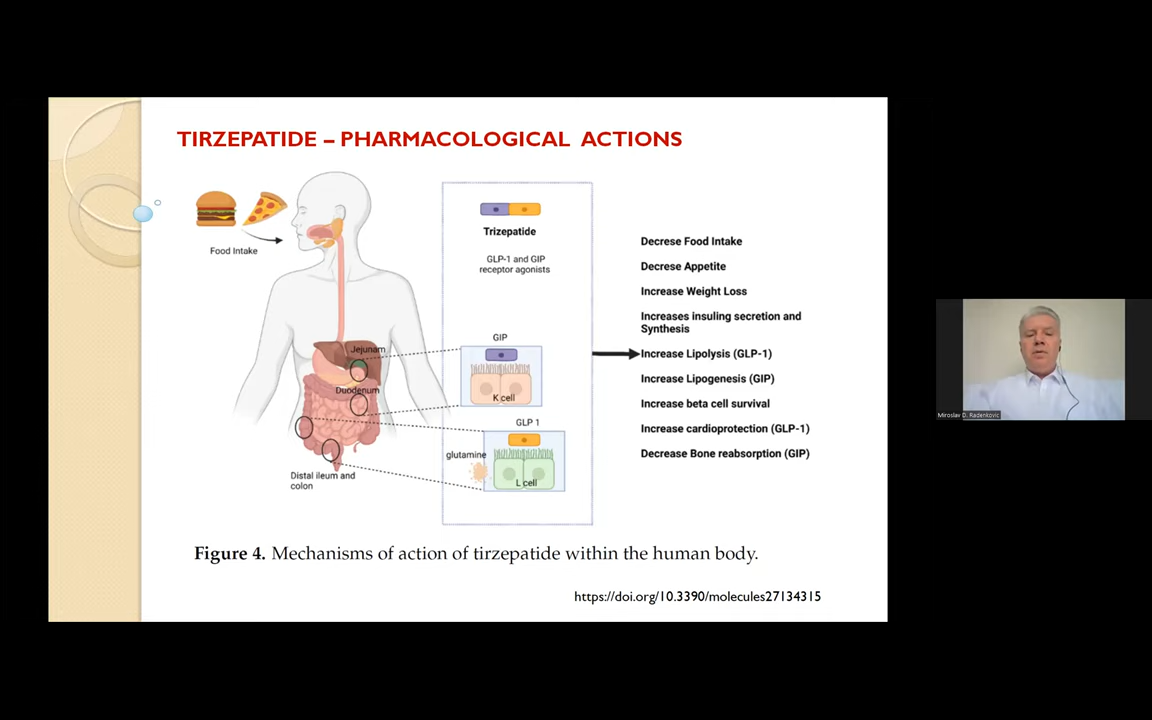 TIRZEPATIDE – PHARMACOLOGICAL ACTIONS
Food Intake
Jejunam
Duodenum
Distal ileum and
colon
Trizepatide
GLP-1 and GIP
receptor agonists
GIP
K cell
GLP 1
glutamine
L cell
Decrese Food Intake
Decrese Appetite
Increase Weight Loss
Increases insuling secretion and
Synthesis
Increase Lipolysis (GLP-1)
Increase Lipogenesis (GIP)
Increase beta cell survival
Increase cardioprotection (GLP-1)
Decrease Bone reabsorption (GIP)
Figure 4. Mechanisms of action of tirzepatide within the human body.
https://doi.org/10.3390/molecules27134315
Miroslav D. Radenkovic